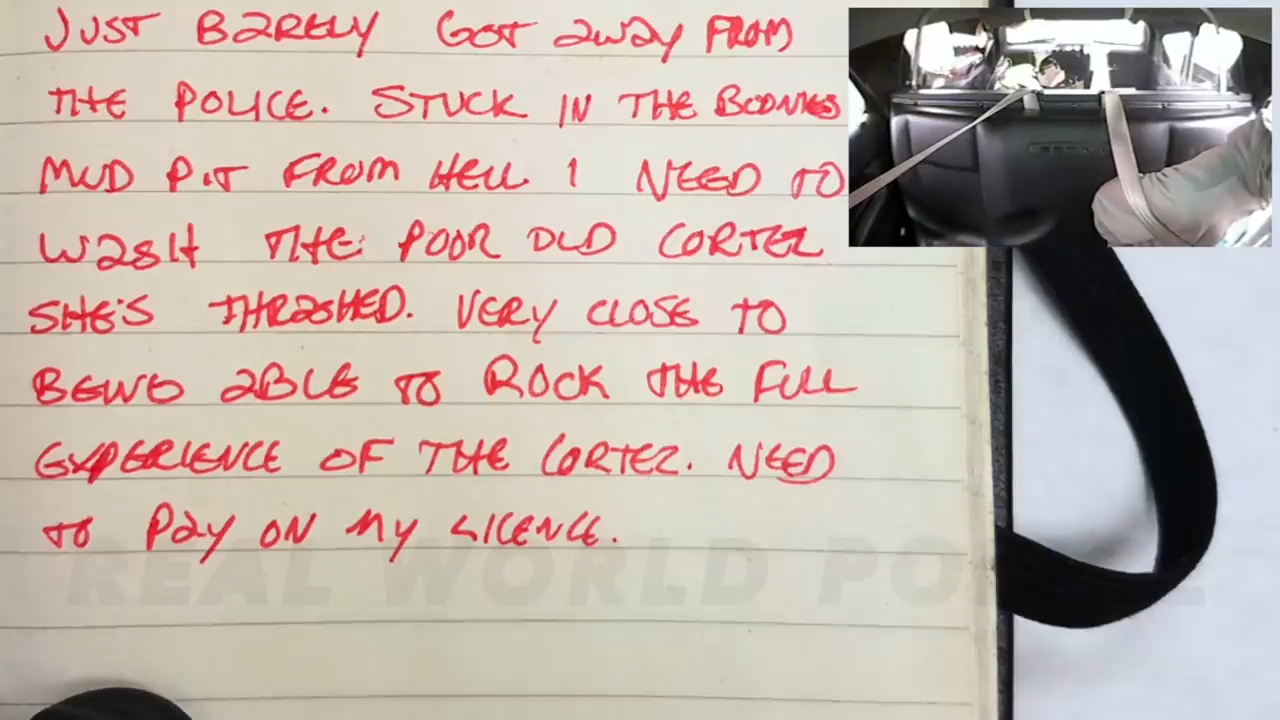 JUST BARELY GOT AWAY FROM
THE POLICE. STUCK IN THE BOONIES
MUD PIT FROM HELL. I NEED TO
WASH THE POOR OLD CORTEZ
SHE'S THRASHED. VERY CLOSE TO
BEING ABLE TO ROCK THE FULL
EXPERIENCE OF THE CORTEZ. NEED
TO PAY ON MY LICENCE.
REAL WORLD POLICE